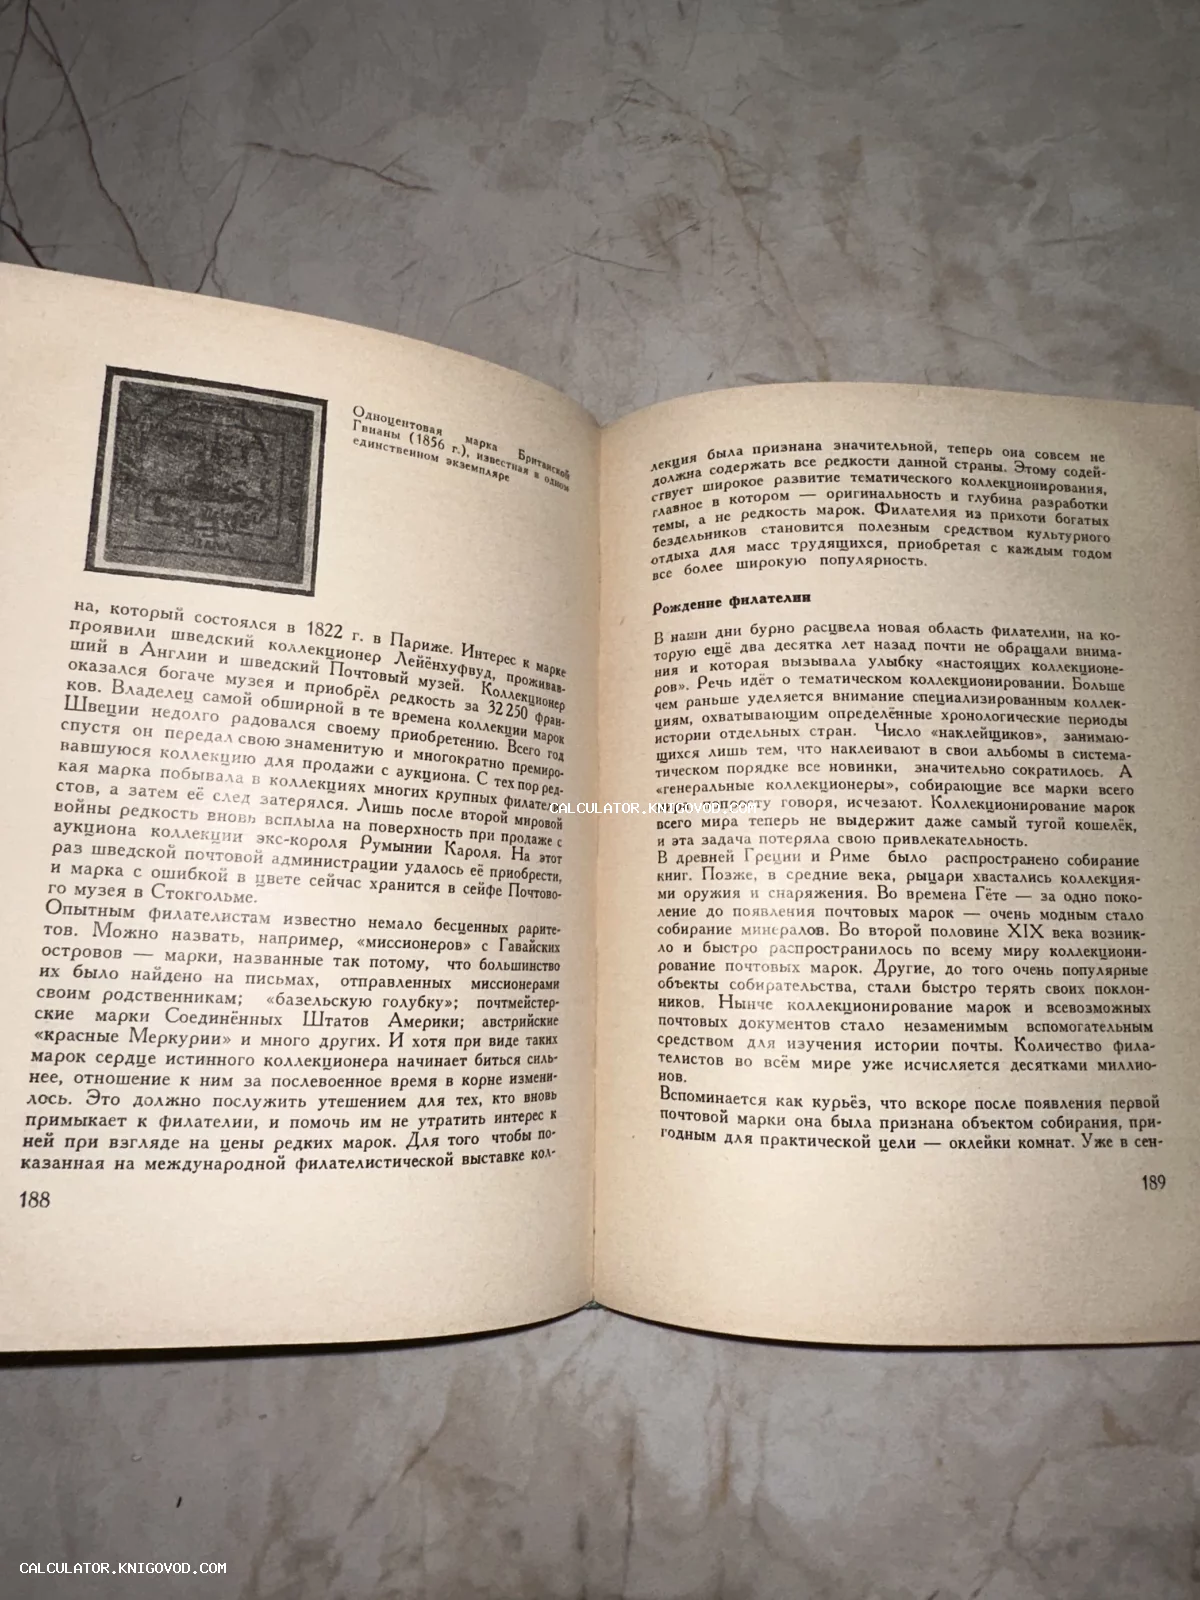 Одноцентовая марка Британской
Гвианы (1856 г.), известная в одном
единственном экземпляре
на, который состоялся в 1822 г. в Париже. Интерес к марке
проявили шведский коллекционер Лейёнхуфвуд, проживав-
ший в Англии и шведский Почтовый музей. Коллекционер
оказался богаче музея и приобрёл редкость за 32 250 фран-
ков. Владелец самой обширной в те времена коллекции марок
Швеции недолго радовался своему приобретению. Всего год
спустя он передал свою знаменитую и многократно премиро-
вавшуюся коллекцию для продажи с аукциона. С тех пор ред-
кая марка побывала в коллекциях многих крупных филател-
стов, а затем её след затерялся. Лишь после второй мировой
войны редкость вновь всплыла на поверхность при продаже с
аукциона коллекции экс-короля Румынии Кароля. На этот
раз шведской почтовой администрации удалось её приобрести,
и марка с ошибкой в цвете сейчас хранится в сейфе Почтово-
го музея в Стокгольме.
Опытным филателистам известно немало бесценных рарите-
тов. Можно назвать, например, «миссионеров» с Гавайских
островов — марки, названные так потому, что большинство
их было найдено на письмах, отправленных миссионерами
своим родственникам; «базельскую голубку»; почтмейстер-
ские марки Соединённых Штатов Америки; австрийские
«красные Меркурии» и много других. И хотя при виде таких
марок сердце истинного коллекционера начинает биться силь-
нее, отношение к ним за послевоенное время в корне измени-
лось. Это должно послужить утешением для тех, кто вновь
примыкает к филателии, и помочь им не утратить интерес к
ней при взгляде на цены редких марок. Для того чтобы по-
казанная на международной филателистической выставке кол-
188
лекция была признана значительной, теперь она совсем не
должна содержать все редкости данной страны. Этому содей-
ствует широкое развитие тематического коллекционирования,
главное в котором — оригинальность и глубина разработки
темы, а не редкость марок. Филателия из прихоти богатых
бездельников становится полезным средством культурного
отдыха для масс трудящихся, приобретая с каждым годом
все более широкую популярность.
Рождение филателии
В наши дни бурно расцвела новая область филателии, на ко-
торую ещё два десятка лет назад почти не обращали внима-
ния и которая вызывала улыбку «настоящих коллекционе-
ров». Речь идёт о тематическом коллекционировании. Больше
чем раньше уделяется внимание специализированным коллек-
циям, охватывающим определённые хронологические периоды
истории отдельных стран. Число «наклейщиков», занимаю-
щихся лишь тем, что наклеивают в свои альбомы в система-
тическом порядке все новинки, значительно сократилось. А
«генеральные коллекционеры», собирающие все марки всего
говоря, исчезают. Коллекционирование марок
всего мира теперь не выдержит даже самый тугой кошелёк,
и эта задача потеряла свою привлекательность.
В древней Греции и Риме было распространено собирание
книг. Позже, в средние века, рыцари хвастались коллекция-
ми оружия и снаряжения. Во времена Гёте — за одно поко-
ление до появления почтовых марок — очень модным стало
собирание минералов. Во второй половине XIX века возник-
ло и быстро распространилось по всему миру коллекциони-
рование почтовых марок. Другие, до того очень популярные
объекты собирательства, стали быстро терять своих поклон-
ников. Нынче коллекционирование марок и всевозможных
почтовых документов стало незаменимым вспомогательным
средством для изучения истории почты. Количество фила-
телистов во всём мире уже исчисляется десятками миллио-
нов.
Вспоминается как курьёз, что вскоре после появления первой
почтовой марки она была признана объектом собирания, при-
годным для практической цели — оклейки комнат. Уже в сен-
189
CALCULATOR.KNIGOVOD.COM
CALCULATOR.KNIGOVOD.COM